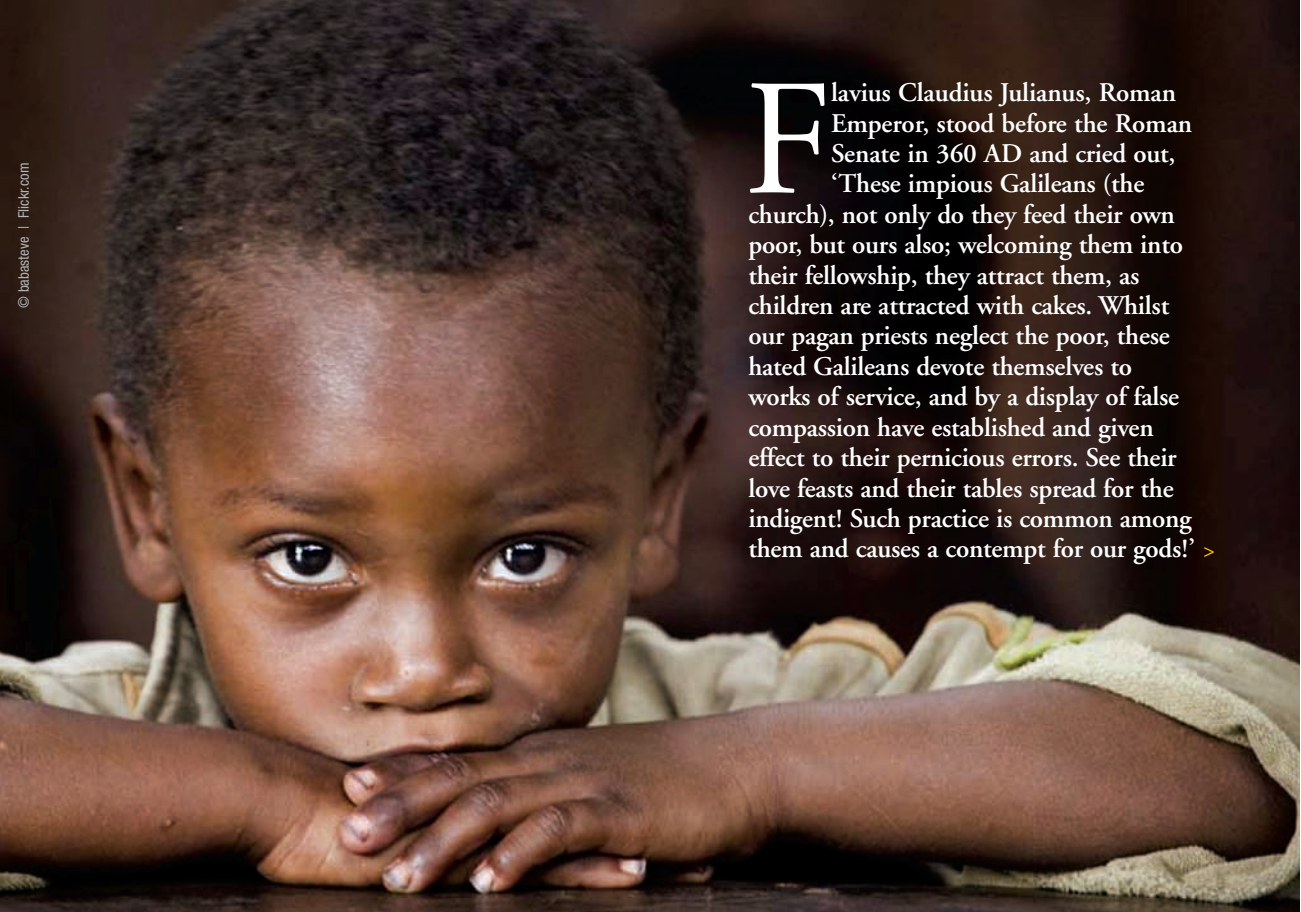 © babasteve | Flickr.com
Flavius Claudius Julianus, Roman
Emperor, stood before the Roman
Senate in 360 AD and cried out,
‘These impious Galileans (the
church), not only do they feed their own
poor, but ours also; welcoming them into
their fellowship, they attract them, as
children are attracted with cakes. Whilst
our pagan priests neglect the poor, these
hated Galileans devote themselves to
works of service, and by a display of false
compassion have established and given
effect to their pernicious errors. See their
love feasts and their tables spread for the
indigent! Such practice is common among
them and causes a contempt for our gods!’ >